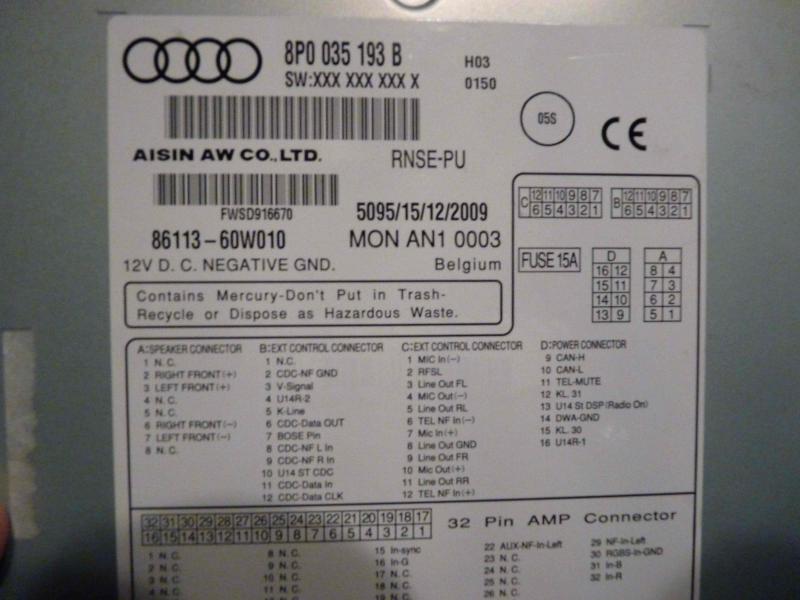 8P0 035 193 B
H03
SW:XXX XXX XXX X
0150
05S
CE
AISIN AW CO.,LTD.
RNSE-PU
FWSD916670
5095/15/12/2009
86113-60W010
MON AN1 0003
12V D. C. NEGATIVE GND.
Belgium
Contains Mercury-Don't Put in Trash-
Recycle or Dispose as Hazardous Waste.
C 12 11 10 9 8 7
6 5 4 3 2 1
B 12 11 10 9 8 7
6 5 4 3 2 1
FUSE 15A
D
16 12
15 11
14 10
13 9
A
8 4
7 3
6 2
5 1
A:SPEAKER CONNECTOR
1 N.C.
2 RIGHT FRONT(+)
3 LEFT FRONT(+)
4 N.C.
5 N.C.
6 RIGHT FRONT(-)
7 LEFT FRONT(-)
8 N.C.
B:EXT CONTROL CONNECTOR
1 N.C.
2 CDC-NF GND
3 V-Signal
4 U14R-2
5 K-Line
6 CDC-Data OUT
7 BOSE Pin
8 CDC-NF L In
9 CDC-NF R In
10 U14 ST CDC
11 CDC-Data In
12 CDC-Data CLK
C:EXT CONTROL CONNECTOR
1 MIC In(-)
2 RFSL
3 Line Out FL
4 MIC Out(-)
5 Line Out RL
6 TEL NF In(-)
7 Mic In(+)
8 Line Out GND
9 Line Out FR
10 Mic Out(+)
11 Line Out RR
12 TEL NF In(+)
D:POWER CONNECTOR
9 CAN-H
10 CAN-L
11 TEL-MUTE
12 KL. 31
13 U14 St DSP (Radio On)
14 DWA-GND
15 KL. 30
16 U14R-1
32 31 30 29 28 27 26 25 24 23 22 21 20 19 18 17
16 15 14 13 12 11 10 9 8 7 6 5 4 3 2 1
32 Pin AMP Connector
1 N.C.
2 N.C.
3 N.C.
4 N.C.
8 N.C.
9 N.C.
10 N.C.
11 N.C.
15 In-sync
16 In-G
17 N.C.
18 N.C.
19 N.C.
22 AUX-NF-In-Left
23 N.C.
24 N.C.
25 N.C.
26 N.C.
29 NF-In-Left
30 RGBS-In-GND
31 In-B
32 In-R